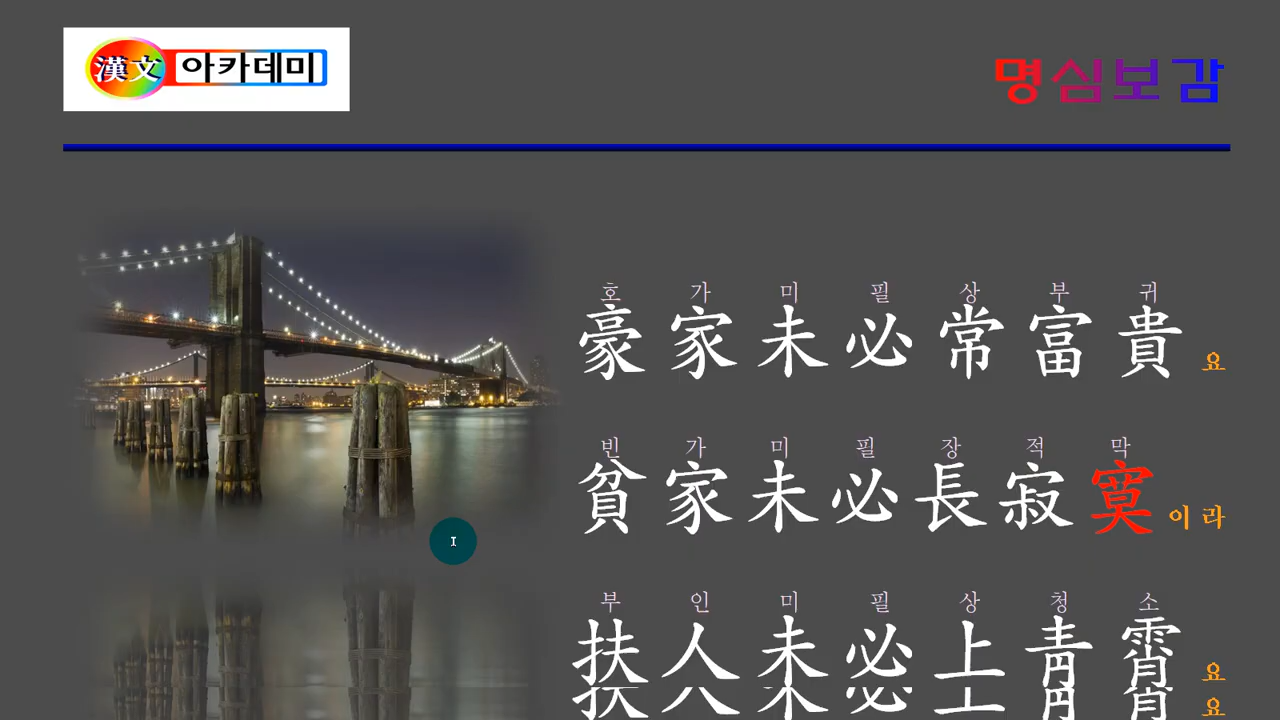 漢文 아카데미
명심보감
호 가 미 필 상 부 귀
豪家未必常富貴 요
빈 가 미 필 장 적 막
貧家未必長寂寞 이라
부 인 미 필 상 청 소
扶人未必上青霄 요